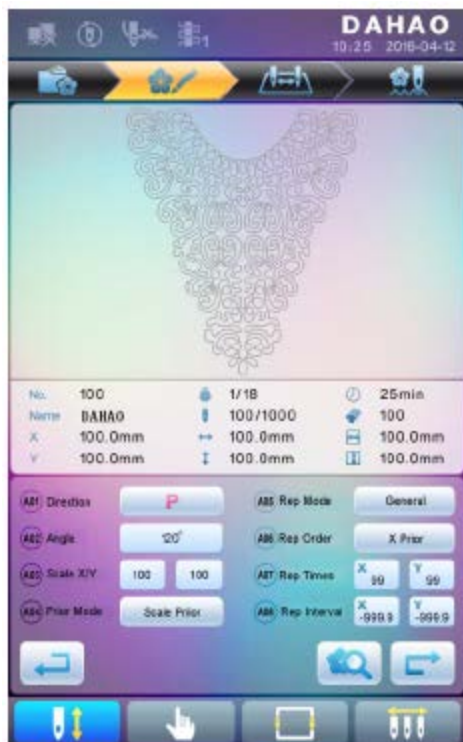 DAHAO
1
10:25 2016-04-12
No. 100 1/18 25min
Name DAHAO 100/1000 100
X 100.0mm 100.0mm 100.0mm
Y 100.0mm 100.0mm 100.0mm
A01 Direction P A05 Rep Mode General
A02 Angle 120° A06 Rep Order X Prior
A03 Scale X/Y 100 100 A07 Rep Times X 99 Y 99
A04 Prior Mode Scale Prior A08 Rep Interval X -999.9 Y -999.9